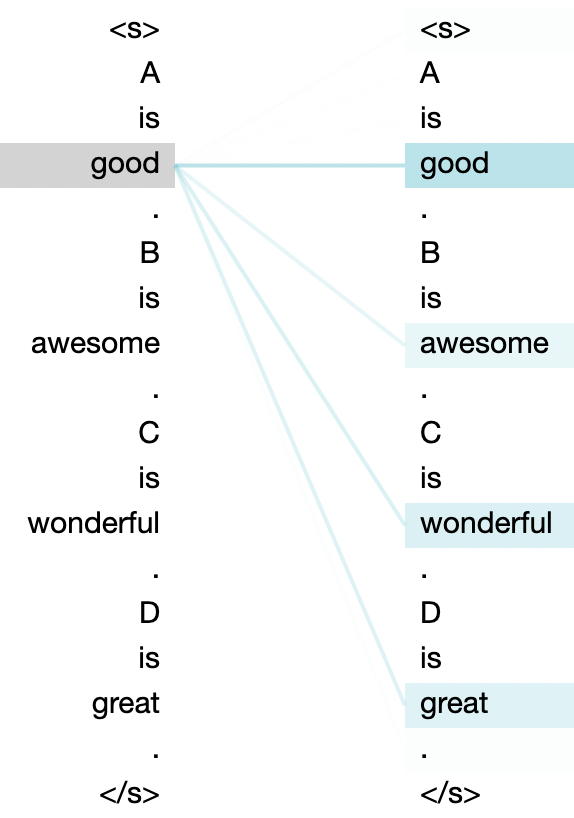 <s> <s>
A A
is is
good good
. .
B B
is is
awesome awesome
. .
C C
is is
wonderful wonderful
. .
D D
is is
great great
. .
</s> </s>